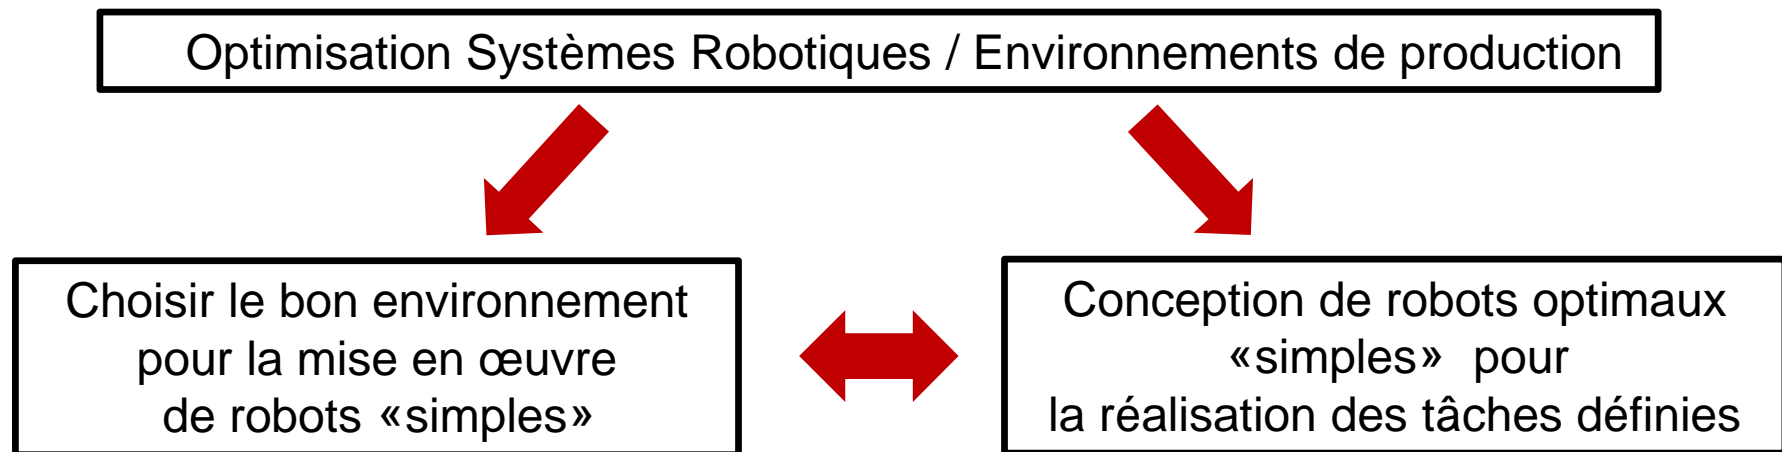 Optimisation Systèmes Robotiques / Environnements de production
Choisir le bon environnement
pour la mise en œuvre
de robots «simples»
Conception de robots optimaux
«simples» pour
la réalisation des tâches définies